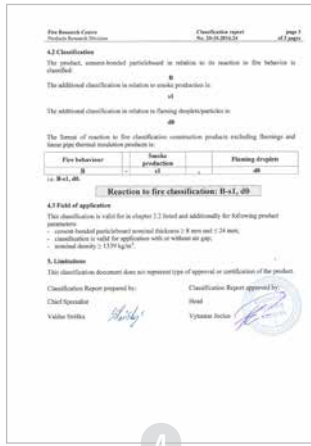 Fire Research Centre Classification report page 3
Products Research Division No. of 3 pages
4.2 Classification
The product, cement-bonded particleboard in relation to its reaction to fire behavior is
classified:
B
The additional classification in relation to smoke production is:
s1
The additional classification in relation to flaming droplets/particles is:
d0
The format of reaction to fire classification construction products excluding floorings and
linear pipe thermal insulation products is:
Fire behaviour Smoke production Flaming droplets
B - s1 , d0
i.e. B-s1, d0.
Reaction to fire classification: B-s1, d0
4.3 Field of application
This classification is valid for in chapter 2.2 listed and additionally for following product
parameters:
- cement-bonded particleboard nominal thickness ≥ 8 mm and ≤ 24 mm,
- classification is valid for application with or without air gap,
- nominal density ≥ 1339 kg/m³.
5. Limitations
This classification document does not represent type of approval or certification of the product.
Classification Report prepared by: Classification Report approved by:
Chief Specialist Head
Valdas Vytautas
4